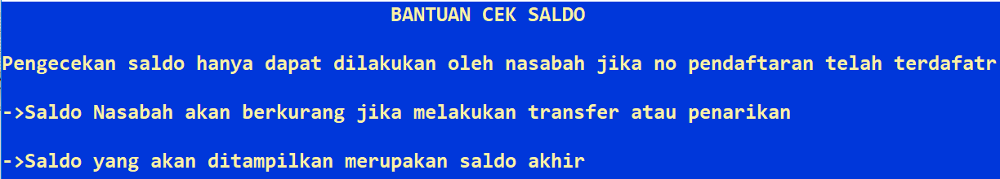 BANTUAN CEK SALDO
Pengecekan saldo hanya dapat dilakukan oleh nasabah jika no pendaftaran telah terdafatr
->Saldo Nasabah akan berkurang jika melakukan transfer atau penarikan
->Saldo yang akan ditampilkan merupakan saldo akhir